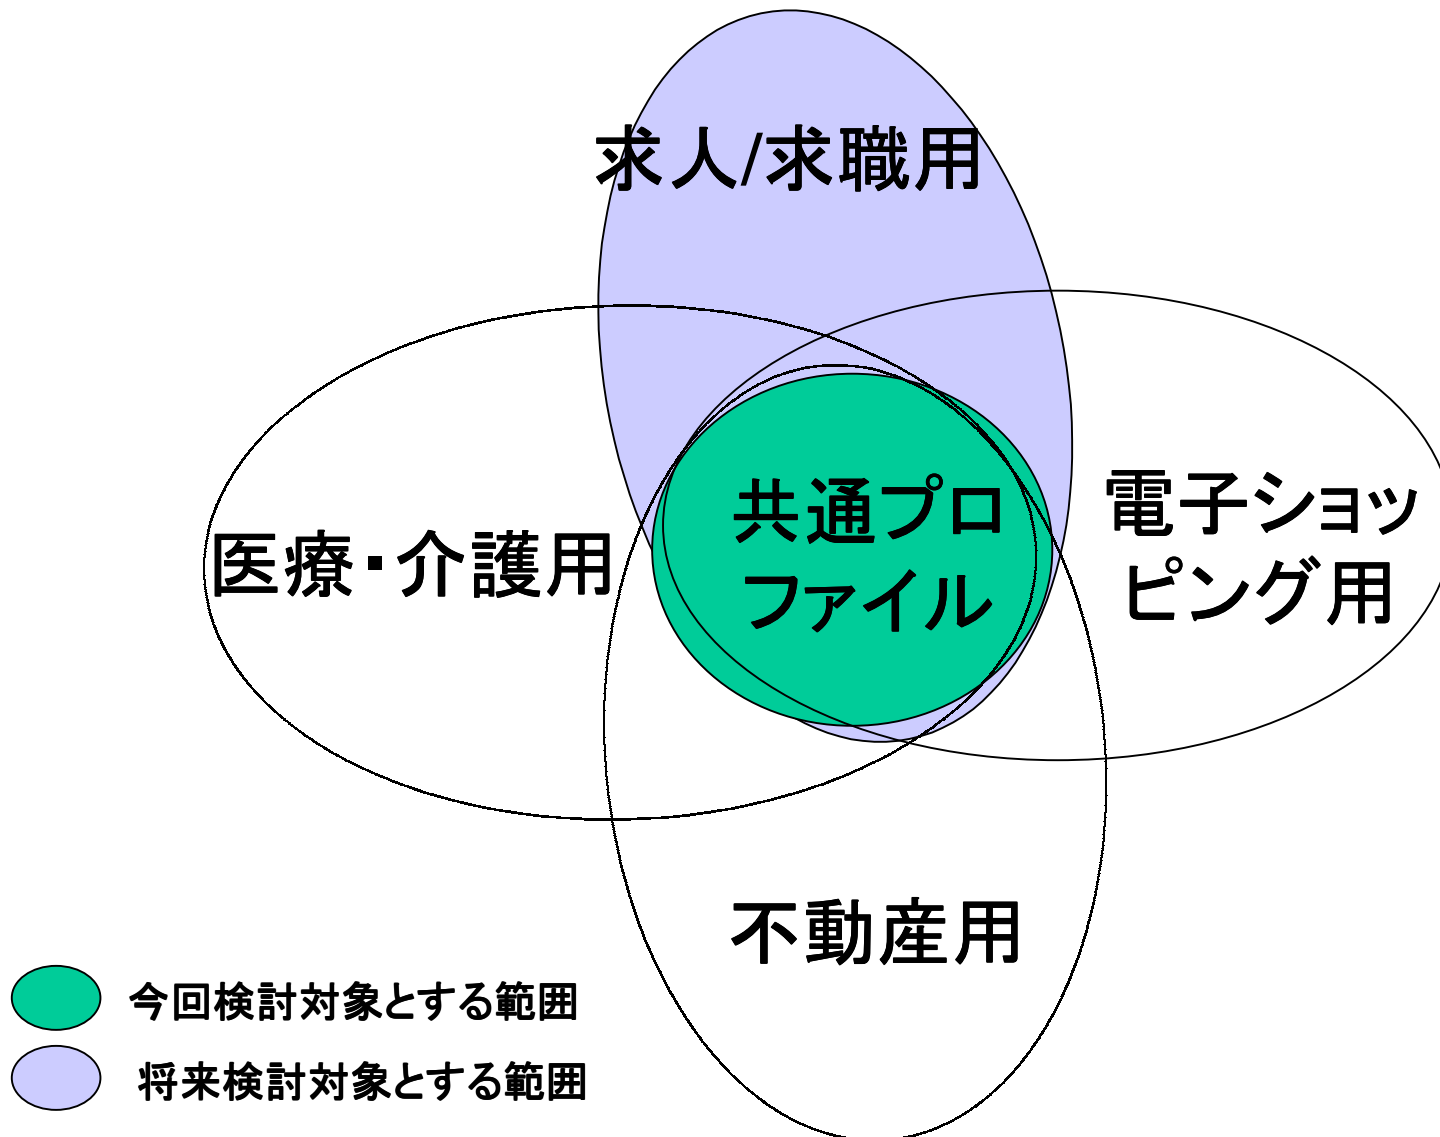 求人/求職用
医療・介護用
共通プロ
ファイル
電子ショッ
ピング用
不動産用
今回検討対象とする範囲
将来検討対象とする範囲